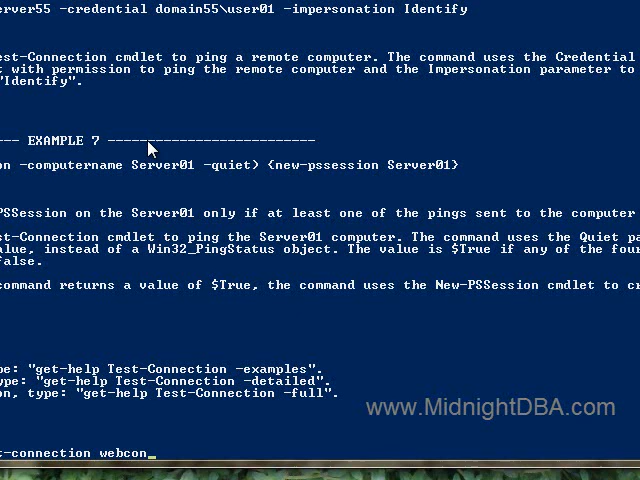 erver55 -credential domain55\user01 -impersonation Identify
est-Connection cmdlet to ping a remote computer. The command uses the Credential
t with permission to ping the remote computer and the Impersonation parameter to
"Identify".
--- EXAMPLE 7 --------------------------
on -computername Server01 -quiet) {new-pssession Server01}
PSSession on the Server01 only if at least one of the pings sent to the computer
st-Connection cmdlet to ping the Server01 computer. The command uses the Quiet pa
alue, instead of a Win32_PingStatus object. The value is $True if any of the four
false.
command returns a value of $True, the command uses the New-PSSession cmdlet to cr
pe: "get-help Test-Connection -examples".
ype: "get-help Test-Connection -detailed".
on, type: "get-help Test-Connection -full".
www.MidnightDBA.com
t-connection webcon_